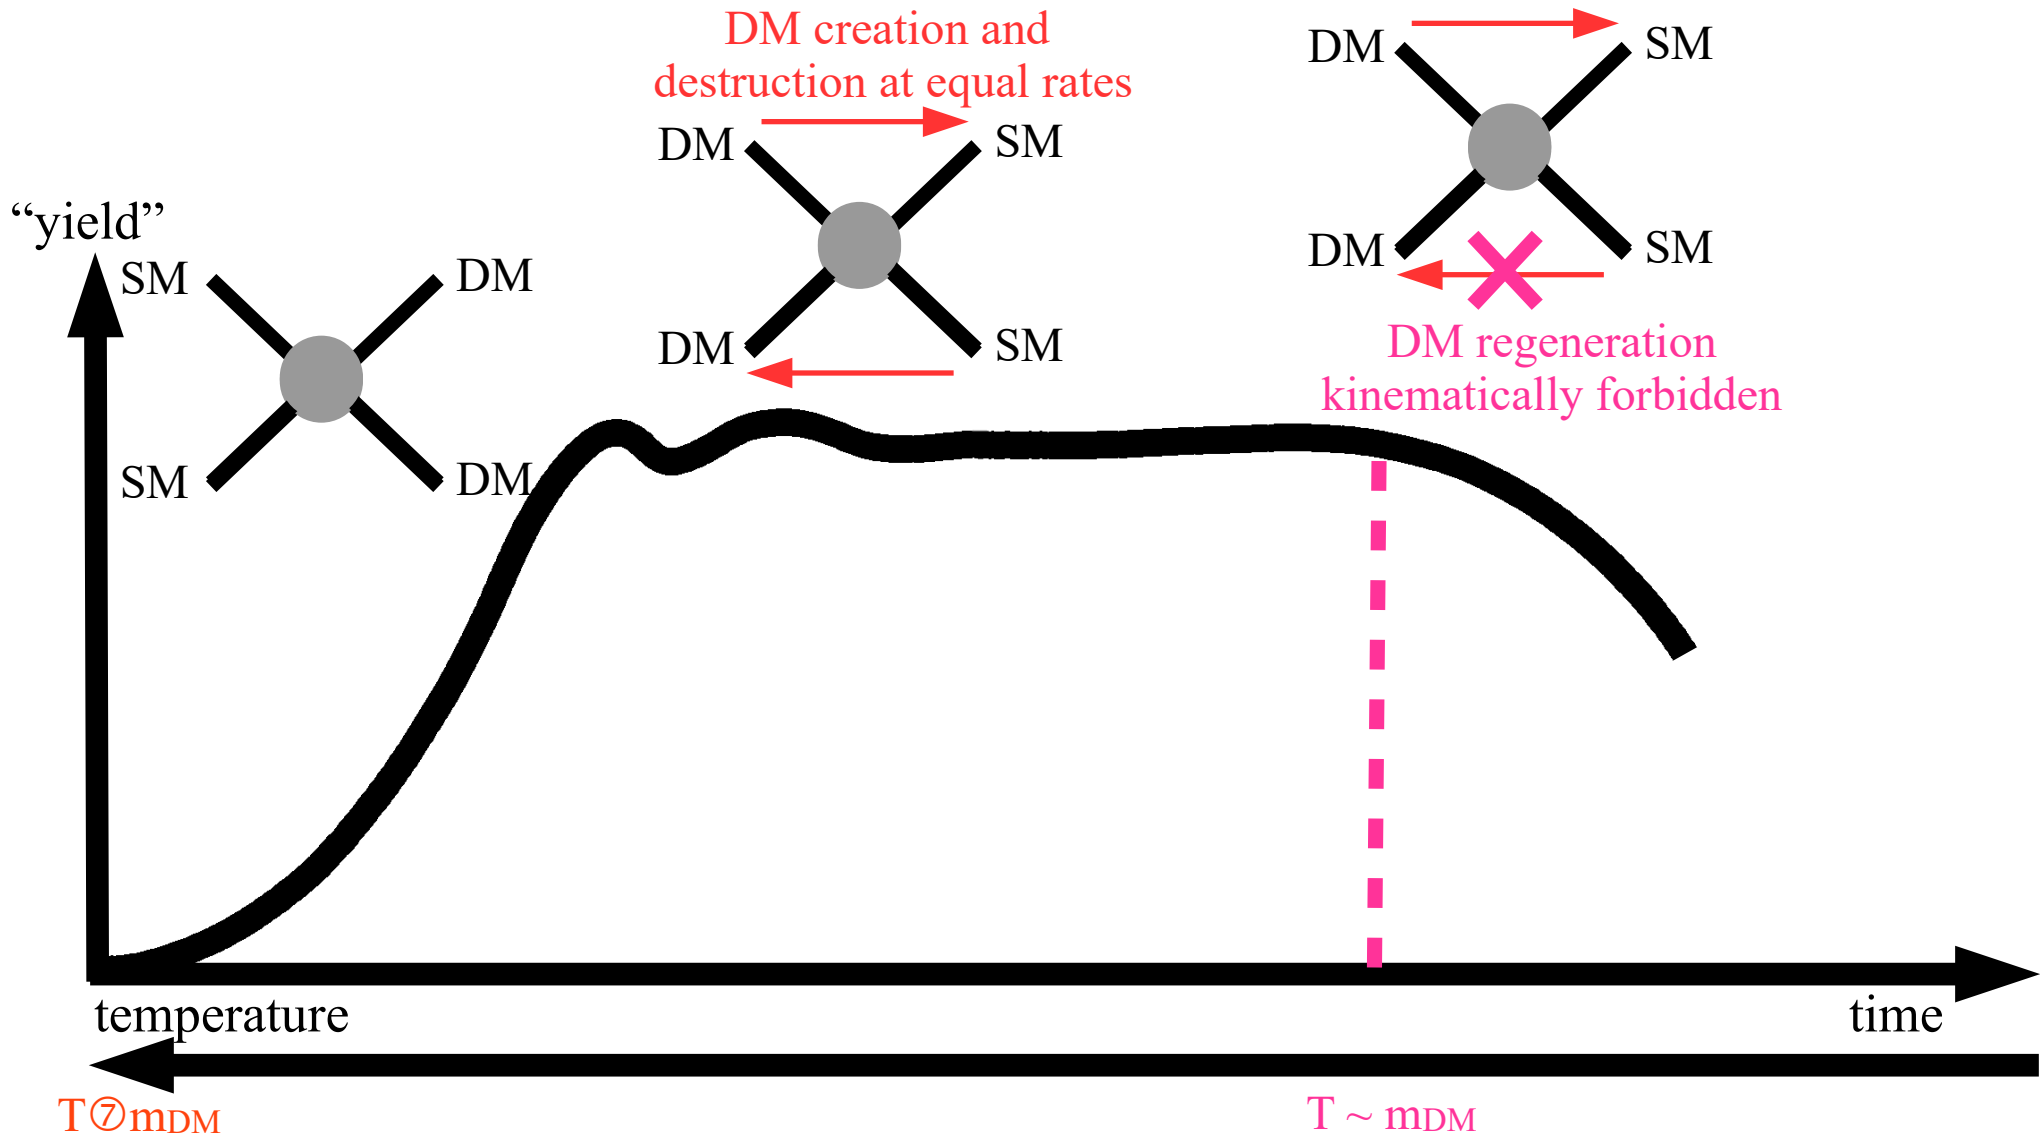 DM creation and
destruction at equal rates
DM
SM
DM
SM
DM
SM
DM
SM
DM regeneration
kinematically forbidden
“yield”
SM
DM
SM
DM
temperature
time
T⑦mDM
T ~ mDM